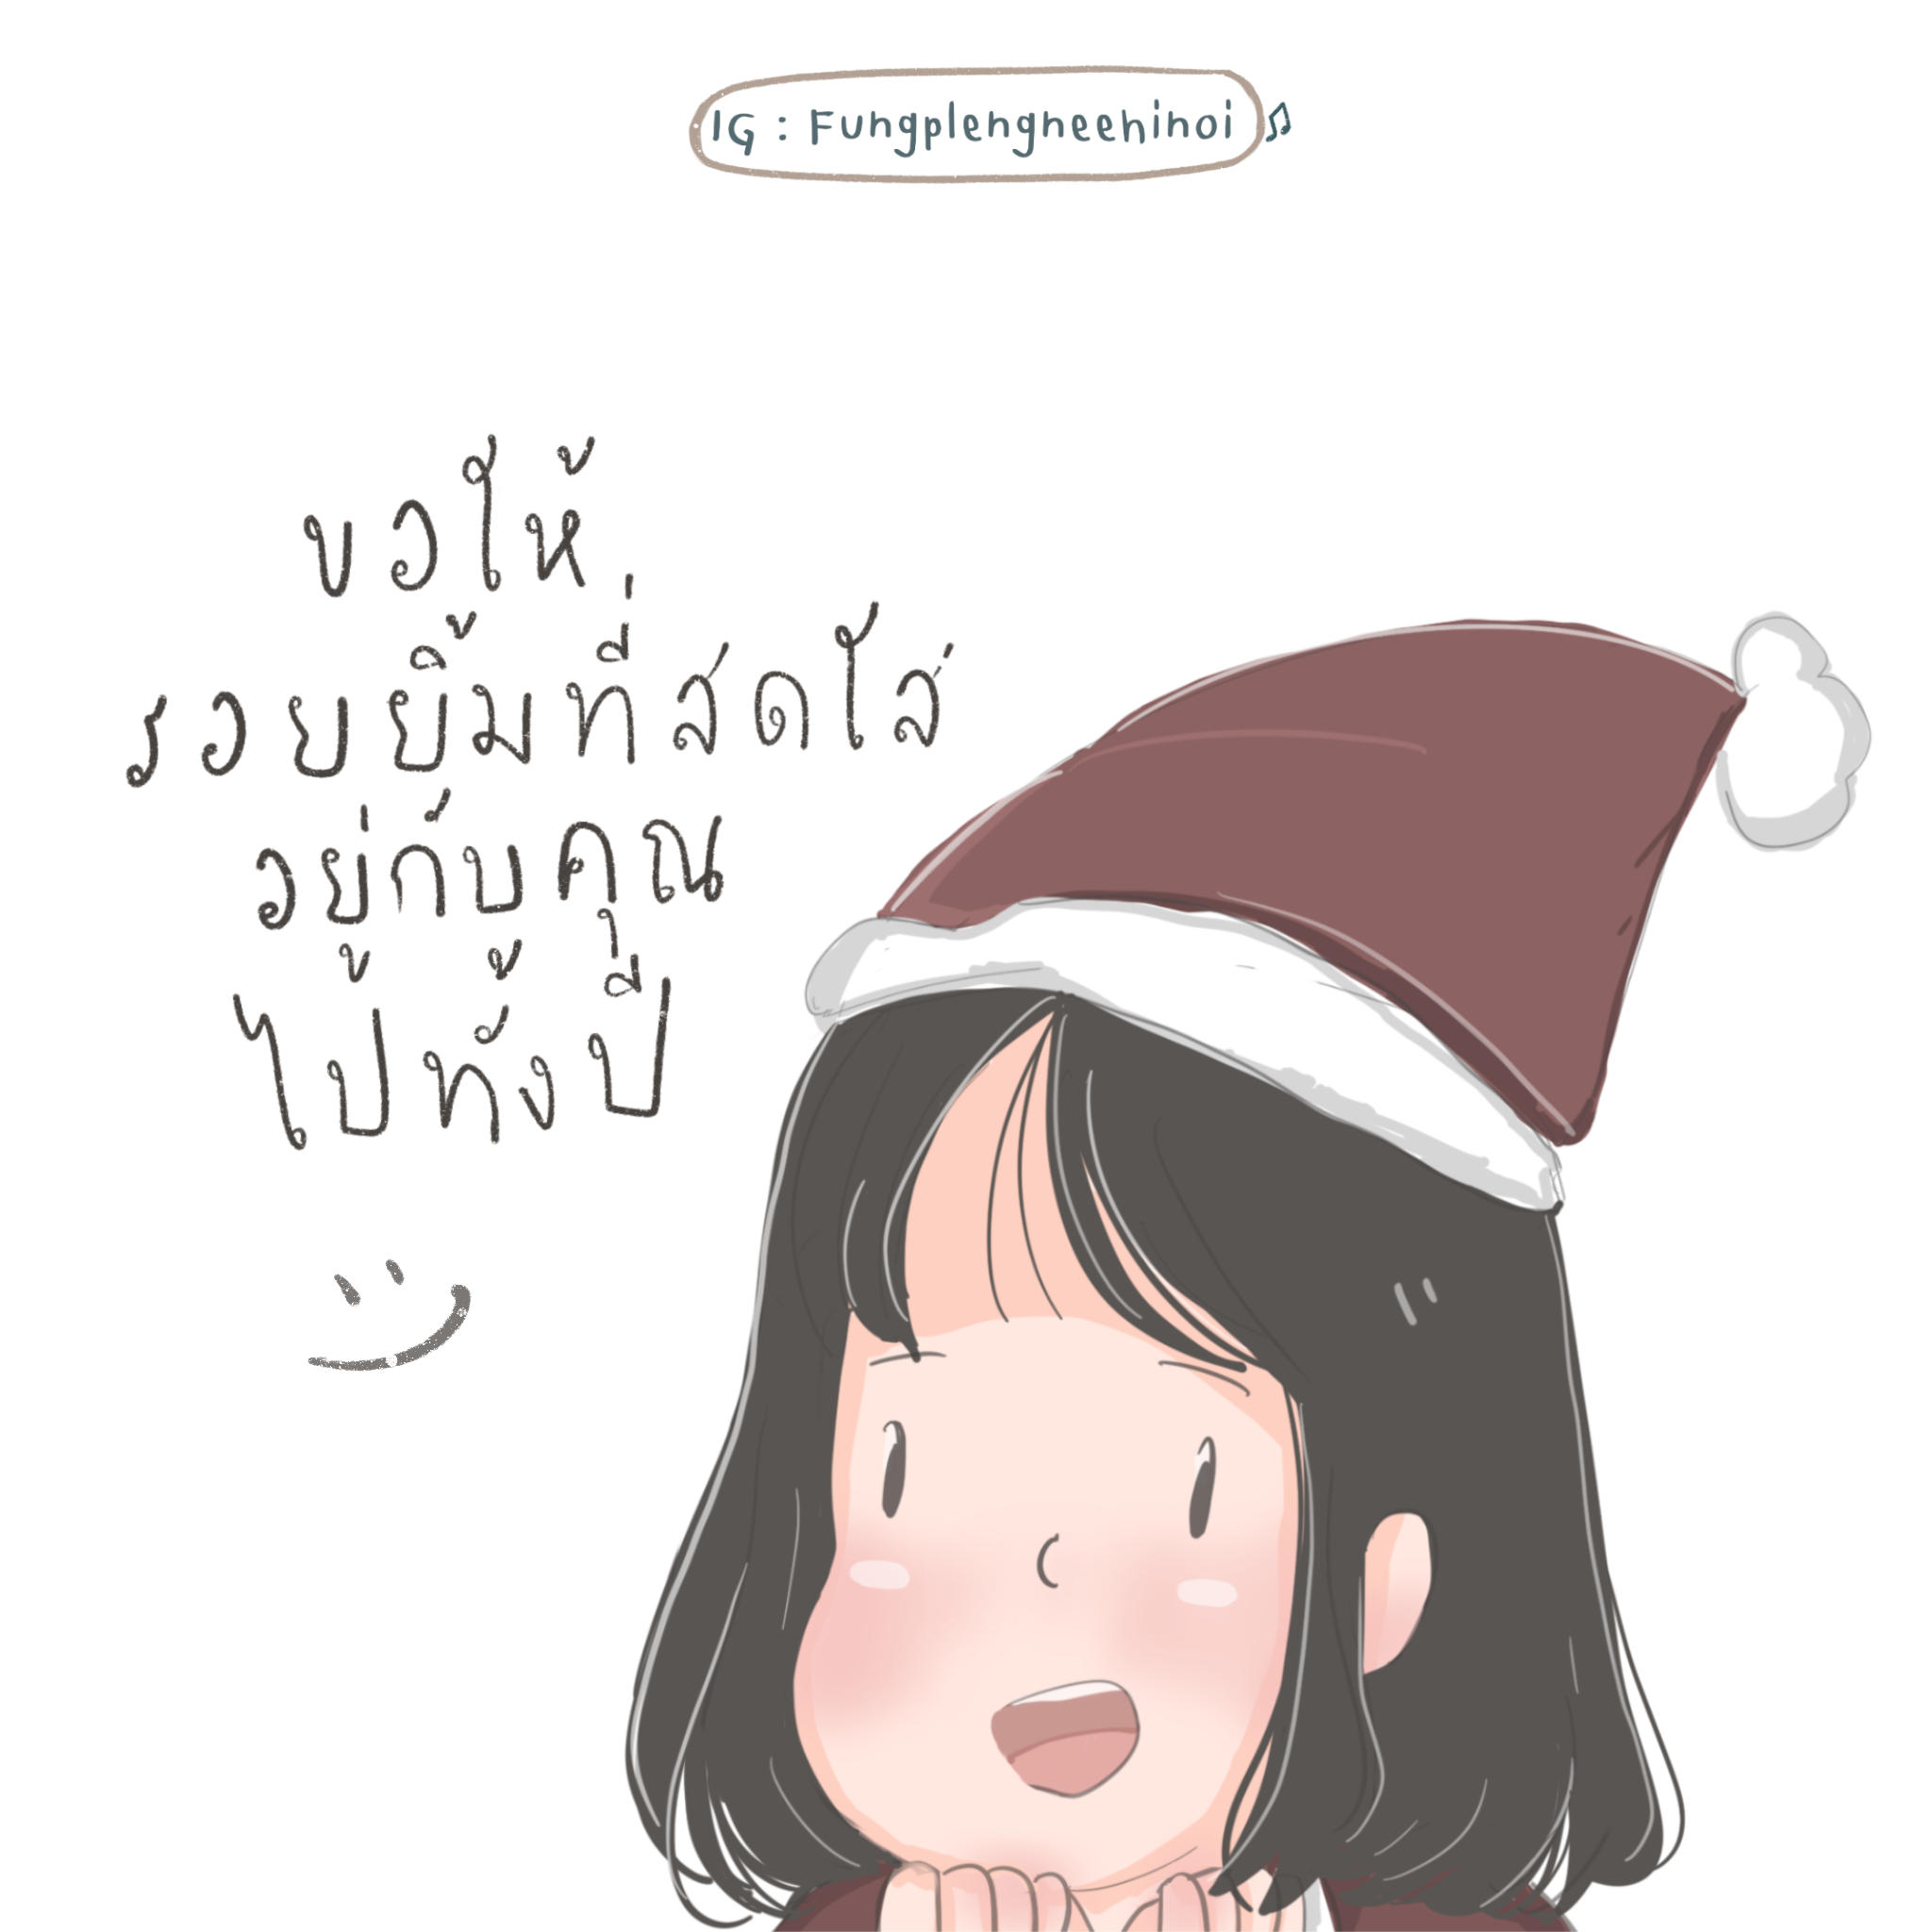 IG : Fungplengneehinoi ♫
ขอให้
รอยยิ้มที่สดใส
อยู่กับคุณ
ไปทั้งปี